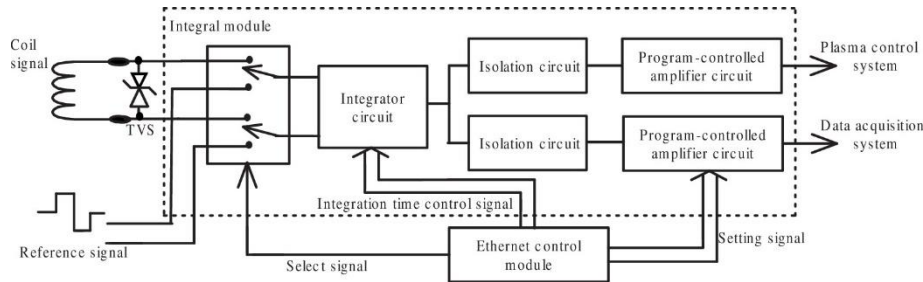 Integral module
Coil
signal
TVS
Integrator
circuit
Isolation circuit
Program-controlled
amplifier circuit
Plasma control
system
Isolation circuit
Program-controlled
amplifier circuit
Data acquisition
system
Integration time control signal
Reference signal
Select signal
Ethernet control
module
Setting signal